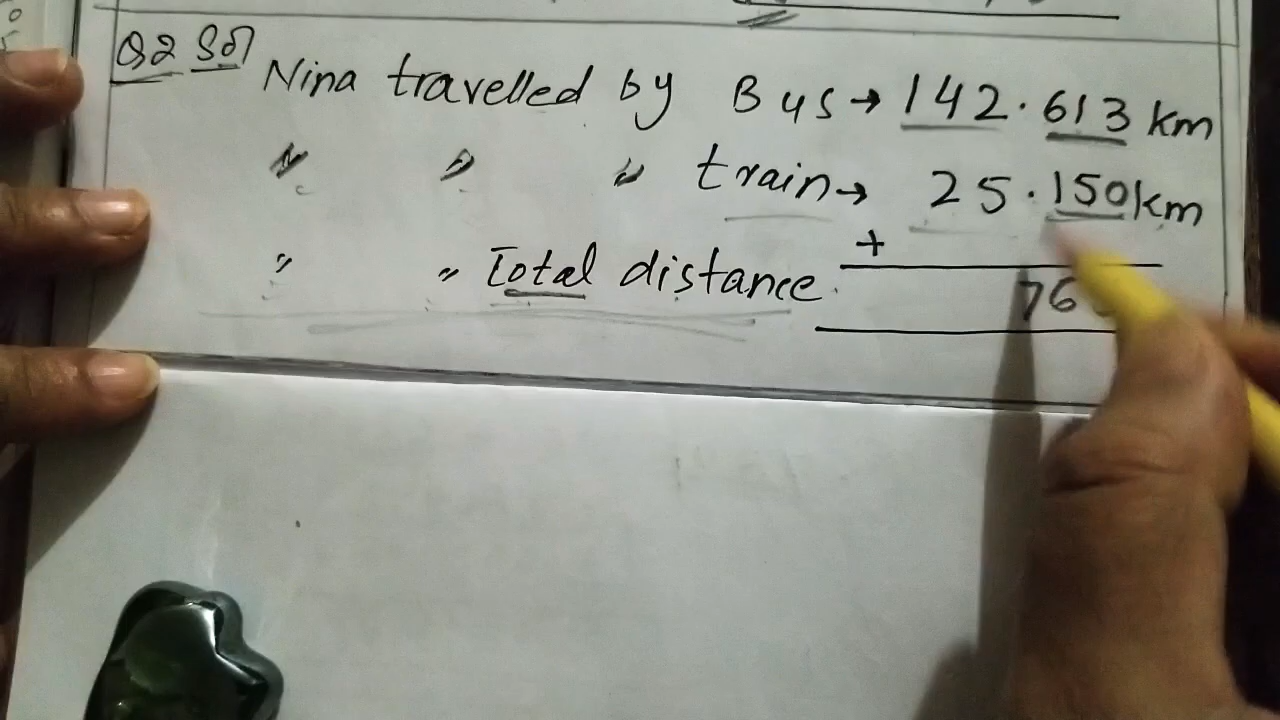 Q2 Sol Nina travelled by Bus → 142.613 km
" " " train → 25.150 km
+
" " Total distance 76